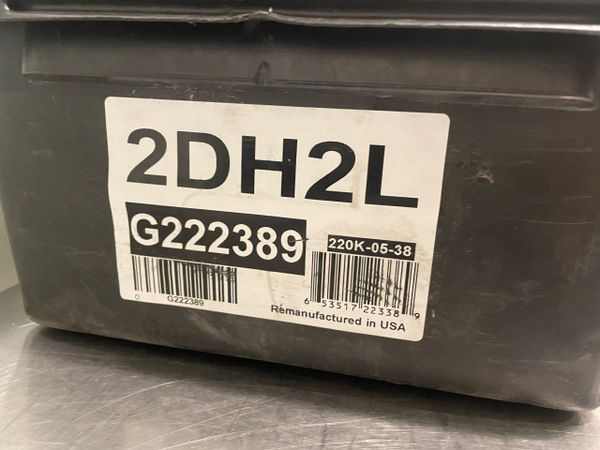 2DH2L
G222389
220K-05-38
0 G222389
6 53517 22338 9
Remanufactured in USA